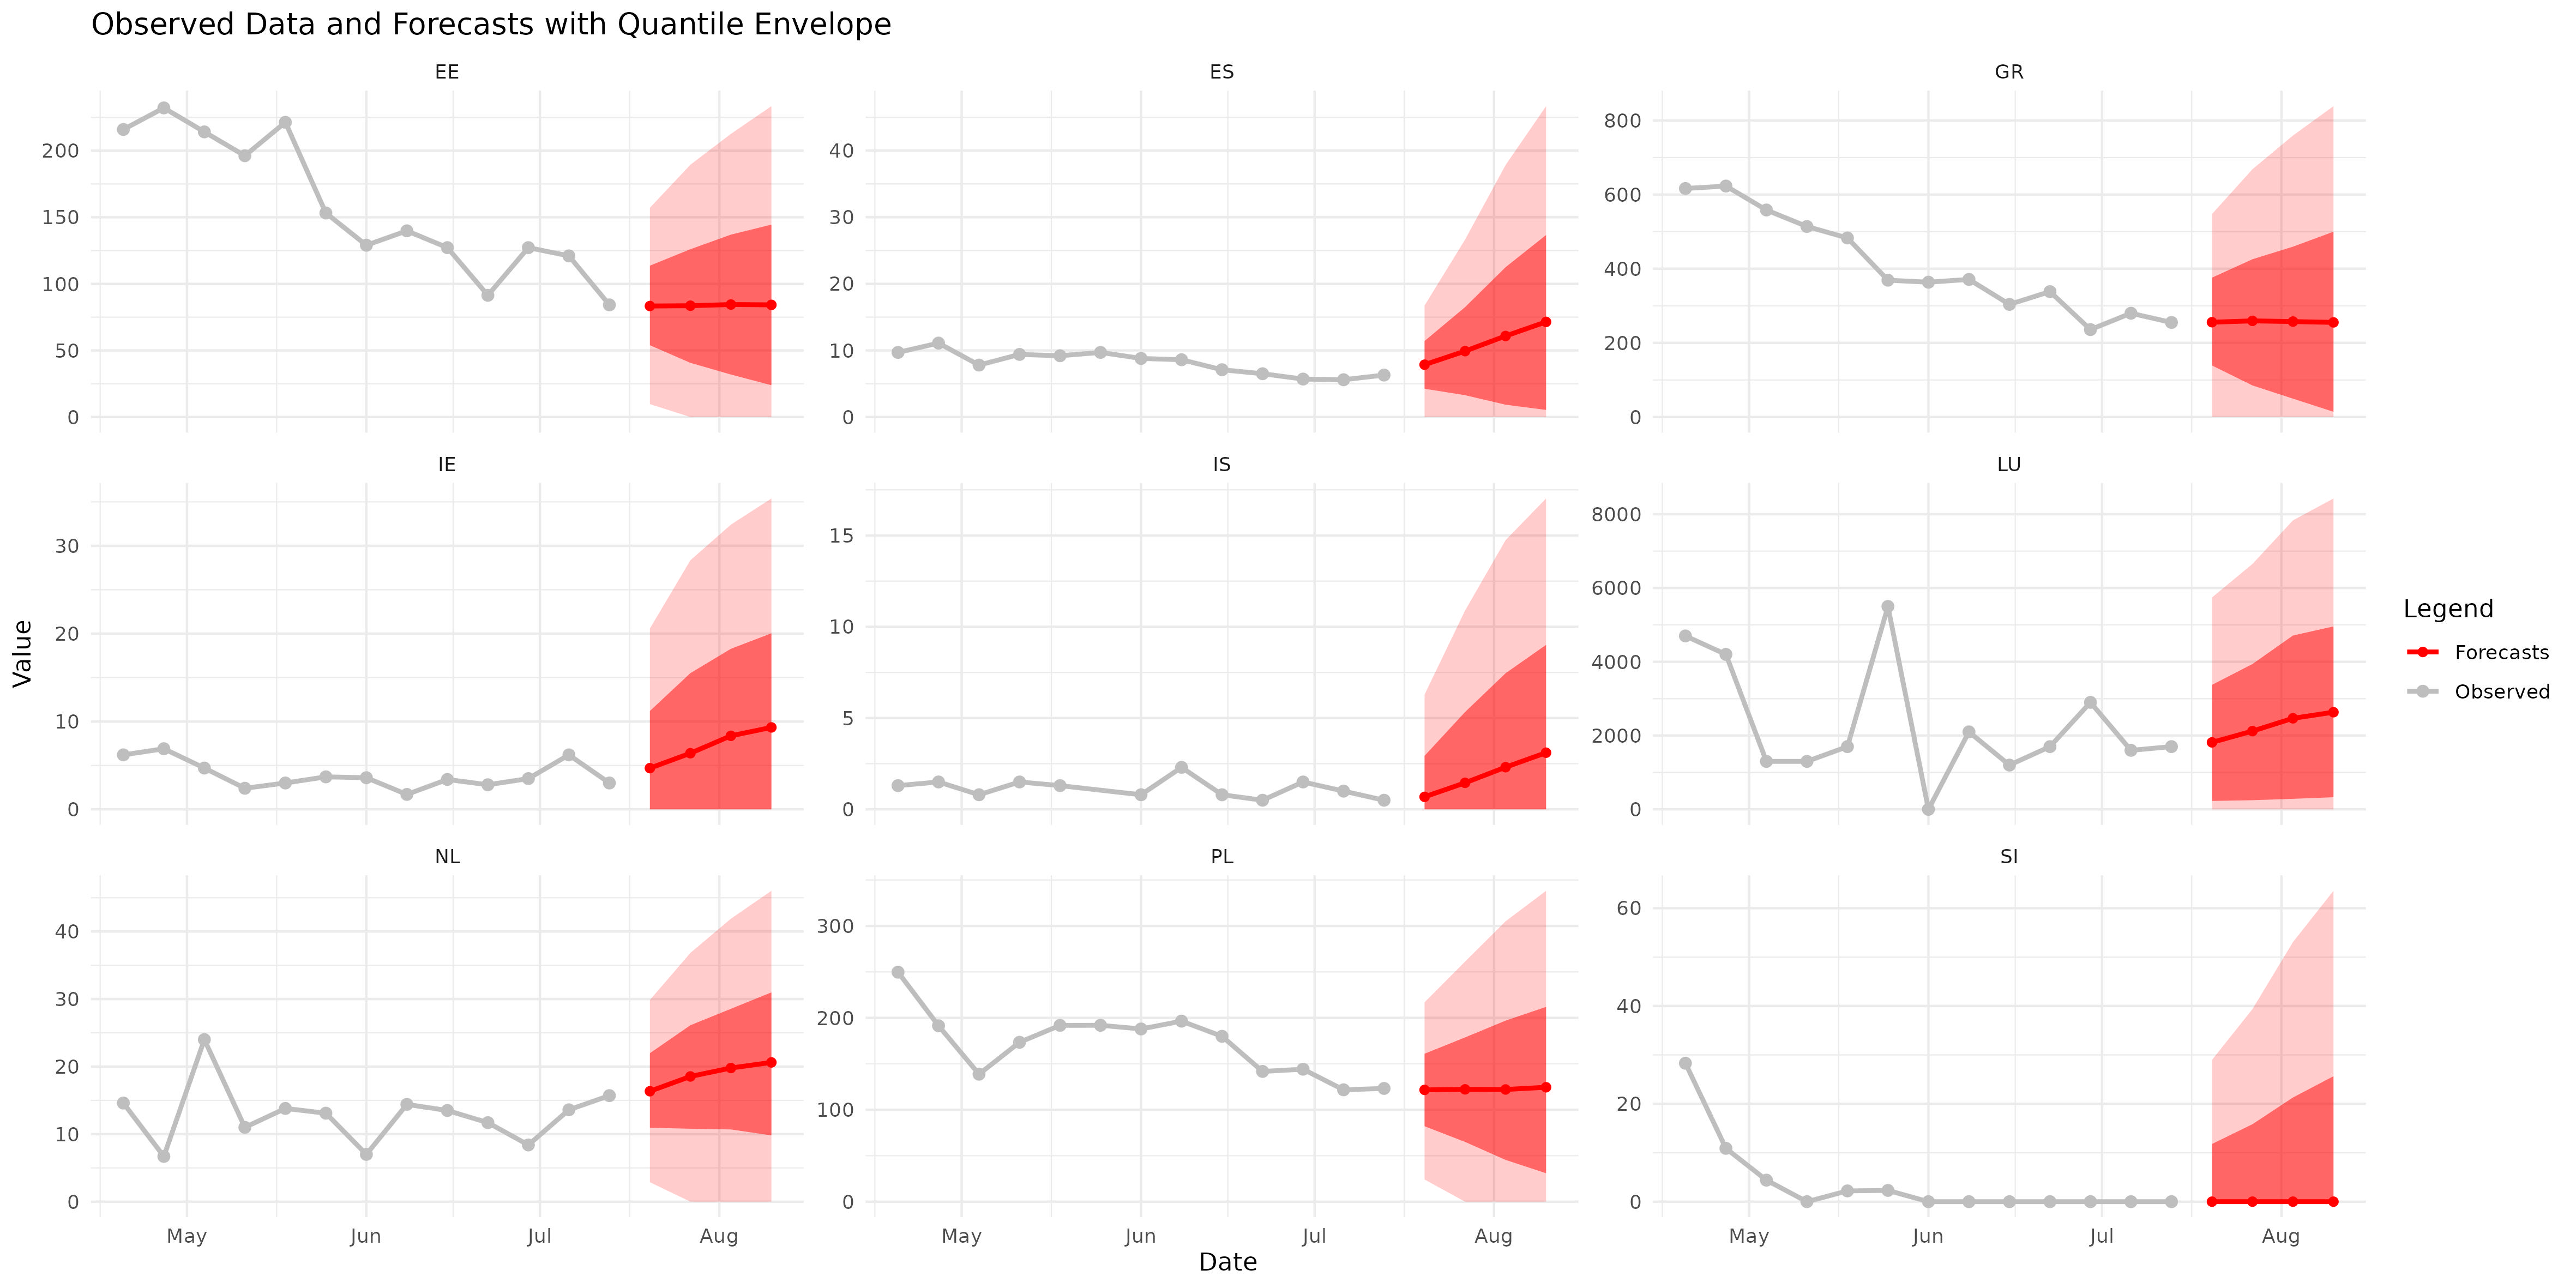 Observed Data and Forecasts with Quantile Envelope
EE
ES
GR
200
150
100
50
0
40
30
20
10
0
800
600
400
200
0
IE
IS
LU
30
20
10
0
15
10
5
0
8000
6000
4000
2000
0
NL
PL
SI
40
30
20
10
0
300
200
100
0
60
40
20
0
May Jun Jul Aug
May Jun Jul Aug
May Jun Jul Aug
Value
Date
Legend
Forecasts
Observed